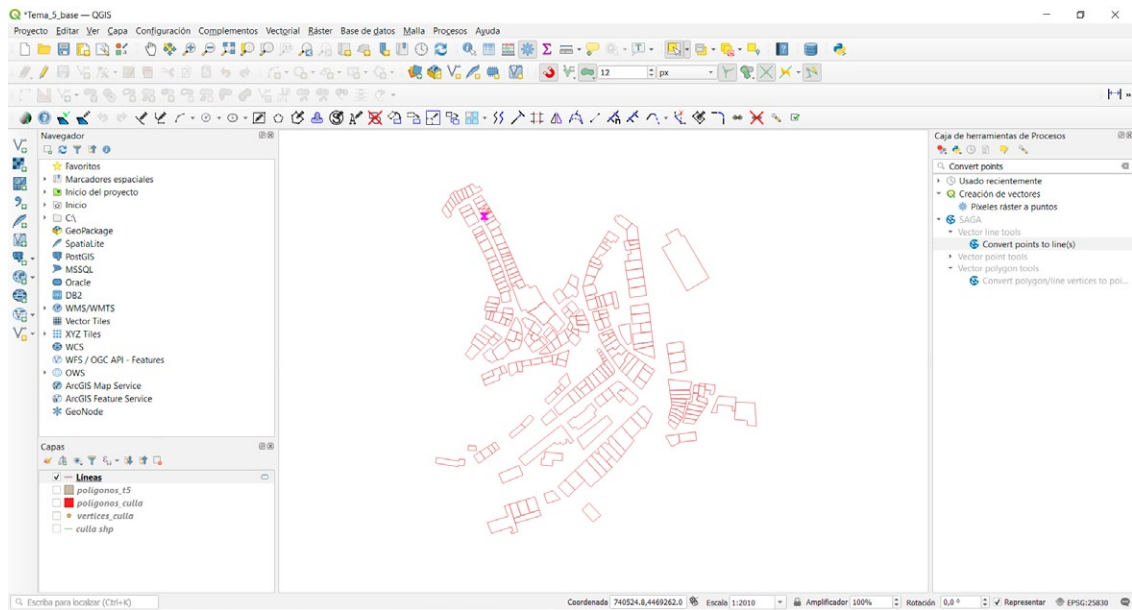 *Tema_5_base — QGIS
Proyecto Editar Ver Capa Configuración Complementos Vectorial Ráster Base de datos Malla Procesos Ayuda
12 px
Navegador
Favoritos
Marcadores espaciales
Inicio del proyecto
Inicio
C:\
GeoPackage
SpatiaLite
PostGIS
MSSQL
Oracle
DB2
WMS/WMTS
Vector Tiles
XYZ Tiles
WCS
WFS / OGC API - Features
OWS
ArcGIS Map Service
ArcGIS Feature Service
GeoNode
Capas
Líneas
poligonos_t5
poligonos_culla
vertices_culla
culla shp
Caja de herramientas de Procesos
Convert points
Usado recientemente
Creación de vectores
Píxeles ráster a puntos
SAGA
Vector line tools
Convert points to line(s)
Vector point tools
Vector polygon tools
Convert polygon/line vertices to poi...
Escriba para localizar (Ctrl+K)
Coordenada 740524.0,4469262.0 Escala 1:2010 Amplificador 100% Rotación 0,0 ° Representar EPSG:25830